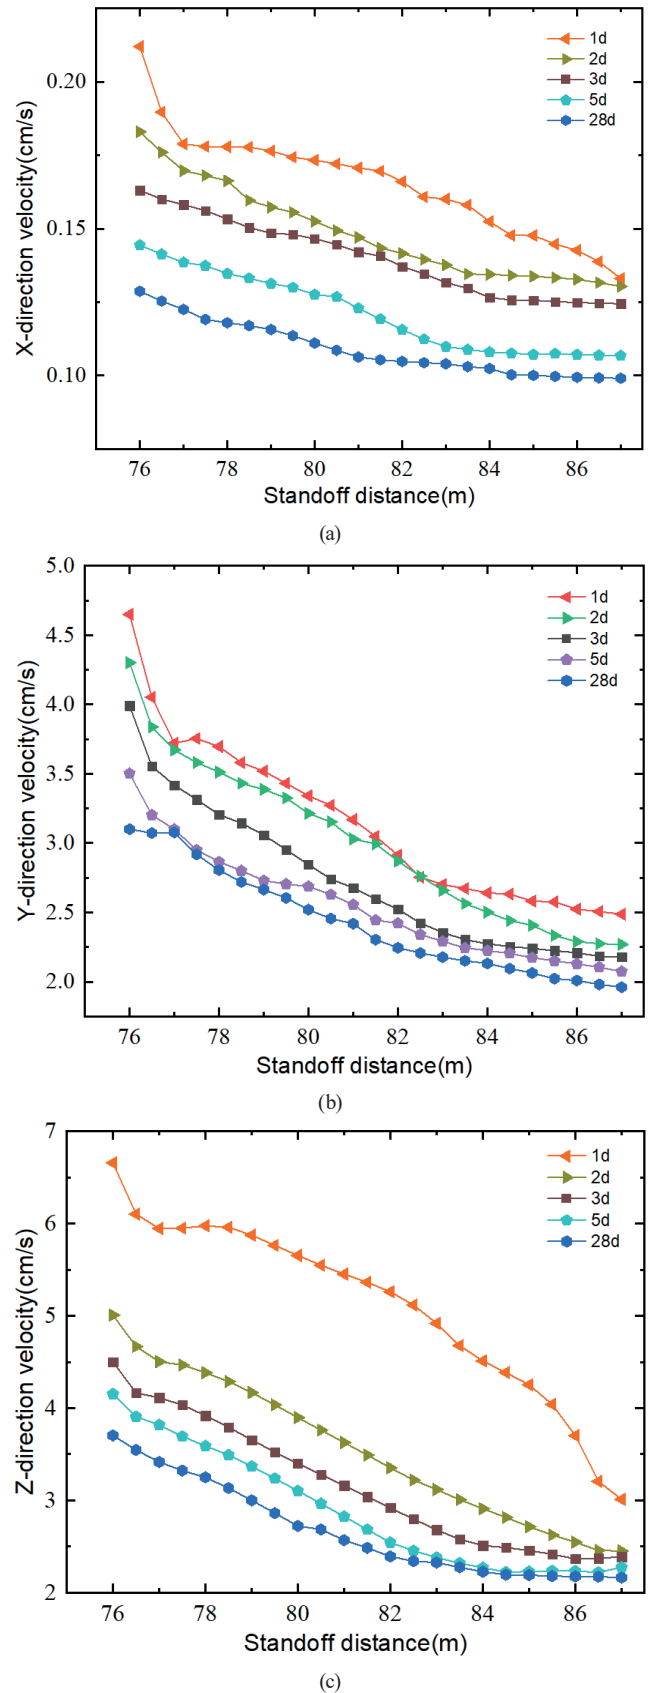 1d
2d
3d
5d
28d
0.20
0.15
0.10
X-direction velocity(cm/s)
76 78 80 82 84 86
Standoff distance(m)
(a)
1d
2d
3d
5d
28d
5.0
4.5
4.0
3.5
3.0
2.5
2.0
Y-direction velocity(cm/s)
76 78 80 82 84 86
Standoff distance(m)
(b)
1d
2d
3d
5d
28d
7
6
5
4
3
2
Z-direction velocity(cm/s)
76 78 80 82 84 86
Standoff distance(m)
(c)